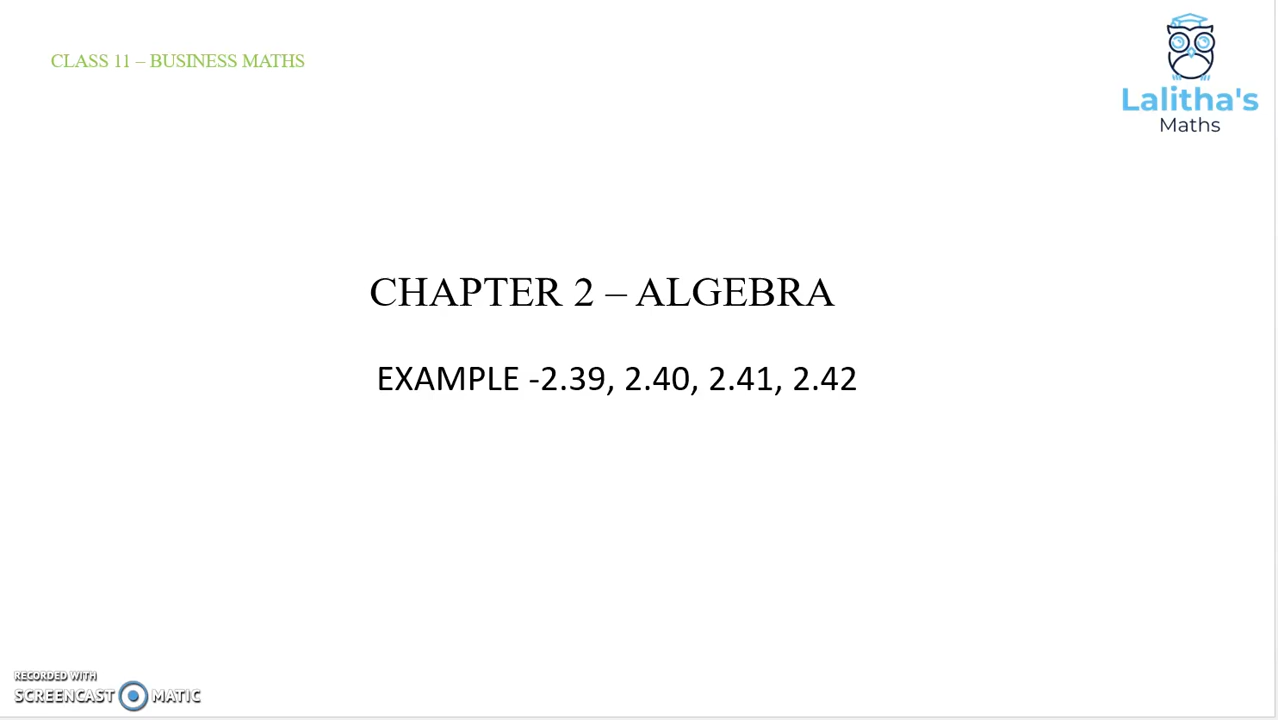 CLASS 11 – BUSINESS MATHS
Lalitha's
Maths
CHAPTER 2 – ALGEBRA
EXAMPLE -2.39, 2.40, 2.41, 2.42
RECORDED WITH
SCREENCAST MATIC